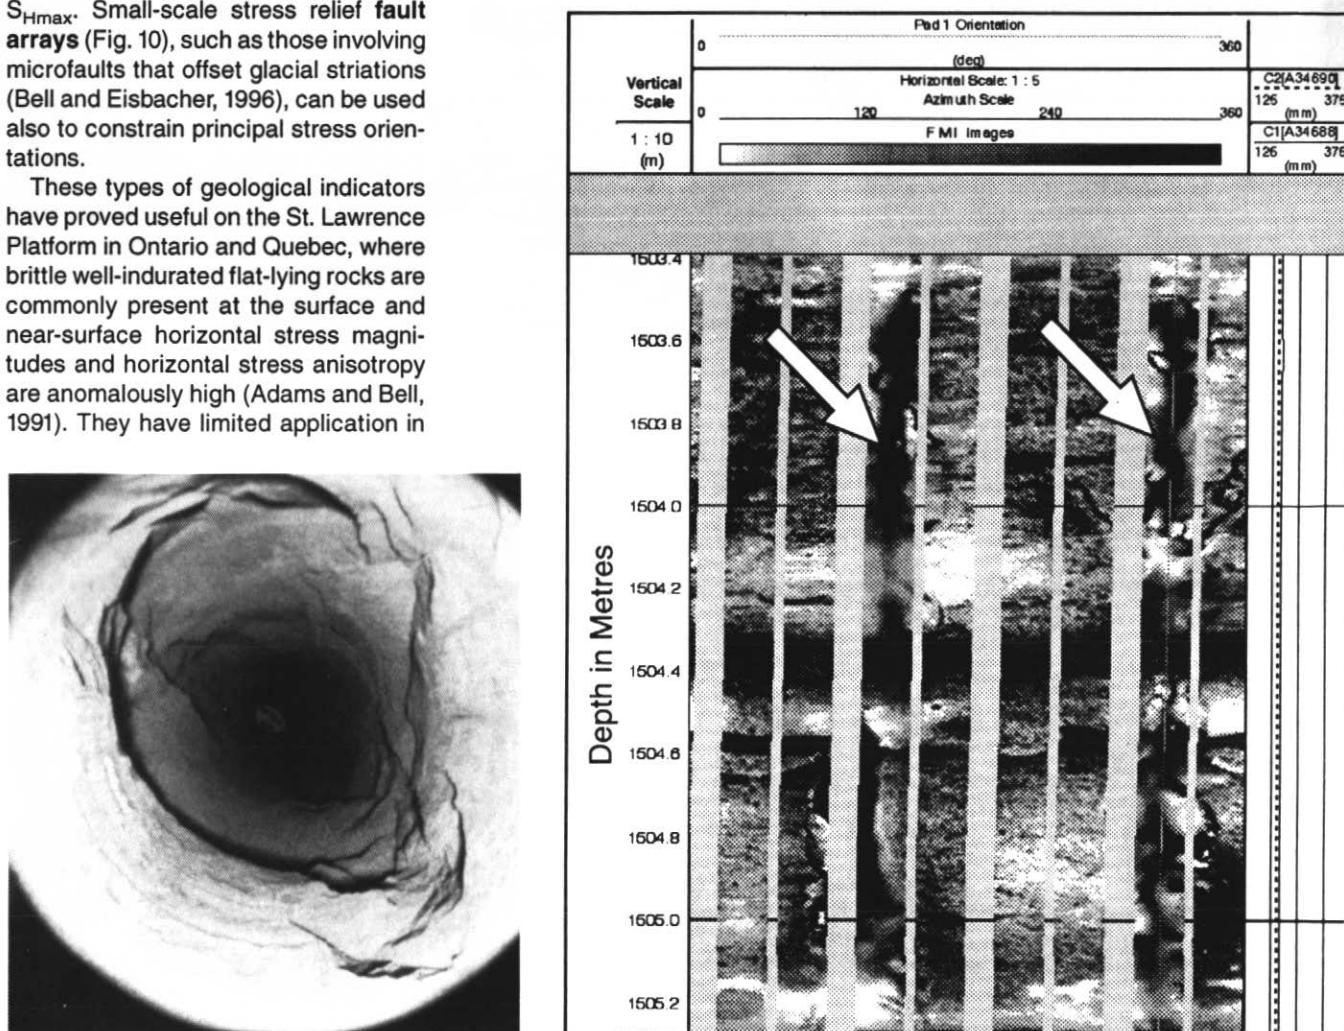 S_Hmax. Small-scale stress relief fault
arrays (Fig. 10), such as those involving
microfaults that offset glacial striations
(Bell and Eisbacher, 1996), can be used
also to constrain principal stress orien-
tations.
These types of geological indicators
have proved useful on the St. Lawrence
Platform in Ontario and Quebec, where
brittle well-indurated flat-lying rocks are
commonly present at the surface and
near-surface horizontal stress magni-
tudes and horizontal stress anisotropy
are anomalously high (Adams and Bell,
1991). They have limited application in
Pad 1 Orientation
0 360
(deg)
Vertical
Scale
Horizontal Scale: 1 : 5
Azimuth Scale
0 120 240 360
C2[A34690]
125 375
(mm)
1 : 10
(m)
FMI Images
C1[A34688]
125 375
(mm)
Depth in Metres
1503.4
1503.6
1503.8
1504.0
1504.2
1504.4
1504.6
1504.8
1505.0
1505.2